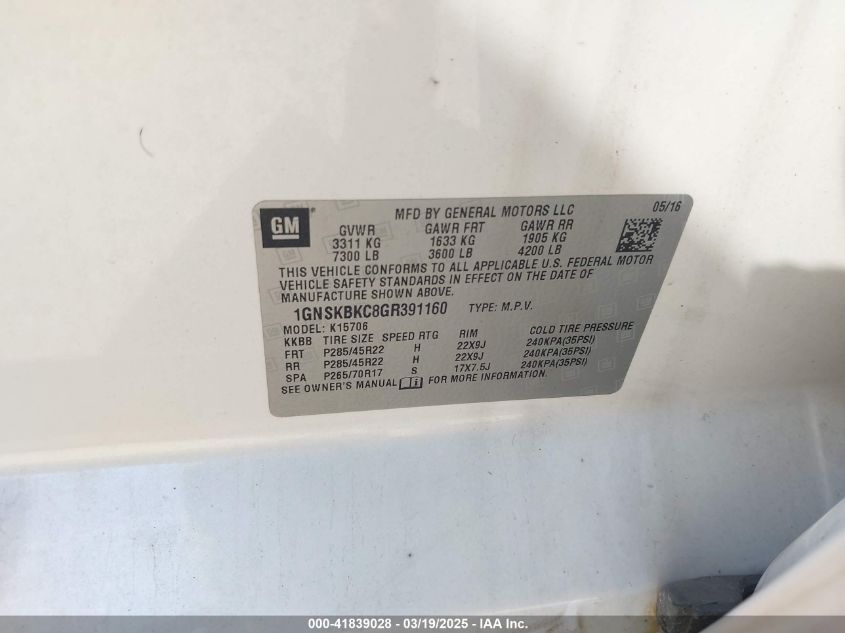 GM
MFD BY GENERAL MOTORS LLC 05/16
GVWR GAWR FRT GAWR RR
3311 KG 1633 KG 1905 KG
7300 LB 3600 LB 4200 LB
THIS VEHICLE CONFORMS TO ALL APPLICABLE U.S. FEDERAL MOTOR
VEHICLE SAFETY STANDARDS IN EFFECT ON THE DATE OF
MANUFACTURE SHOWN ABOVE.
1GNSKBKC8GR391160 TYPE: M.P.V.
MODEL: K15706
KKBB TIRE SIZE SPEED RTG RIM COLD TIRE PRESSURE
FRT P285/45R22 H 22X9J 240KPA(35PSI)
RR P285/45R22 H 22X9J 240KPA(35PSI)
SPA P265/70R17 S 17X7.5J 240KPA(35PSI)
SEE OWNER'S MANUAL FOR MORE INFORMATION.
000-41839028 - 03/19/2025 - IAA Inc.